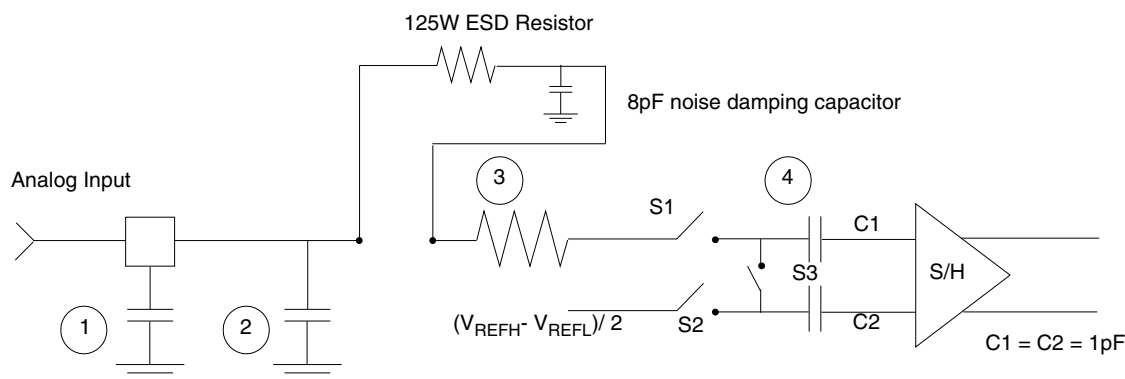 125W ESD Resistor
8pF noise damping capacitor
Analog Input
3
4
S1
C1
S3
S/H
1
2
(VREFH- VREFL)/ 2
S2
C2
C1 = C2 = 1pF